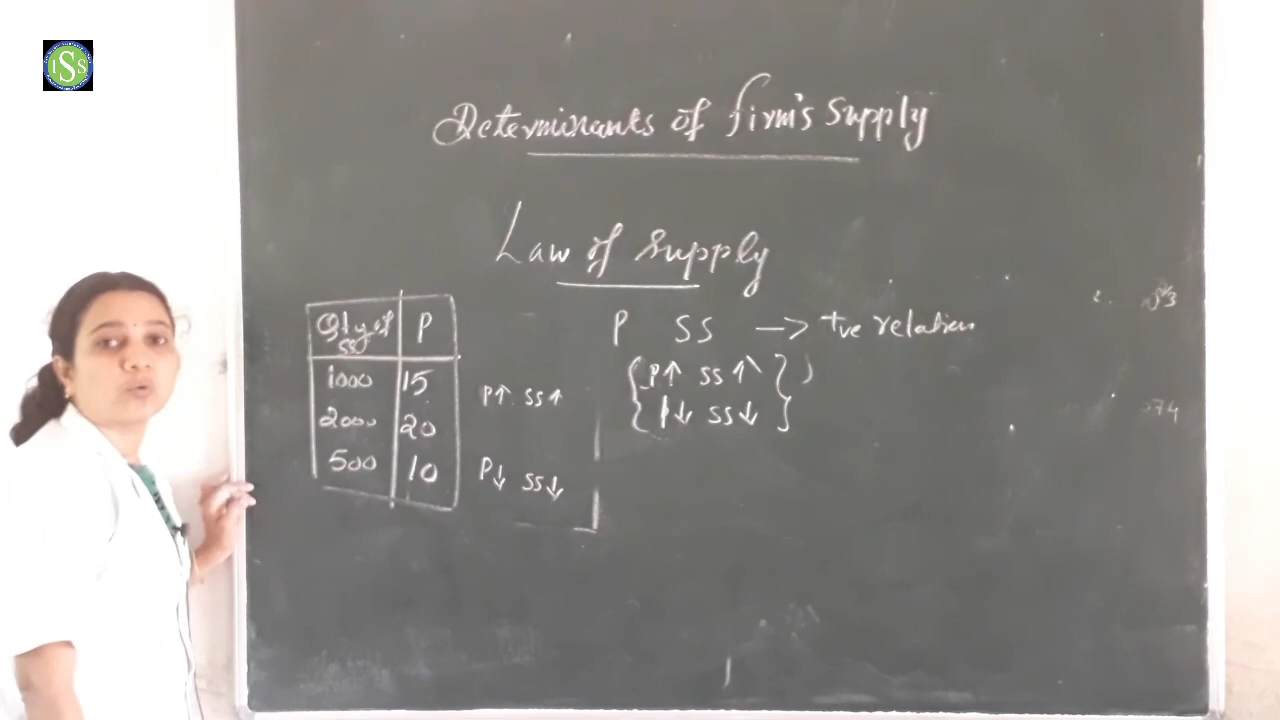 ISS
Determinants of firm's supply
Law of supply
Qty of ss P
1000 15
2000 20
500 10
P↑ SS↑
P↓ SS↓
P SS → +ve relation
{P↑ SS↑}
{P↓ SS↓}